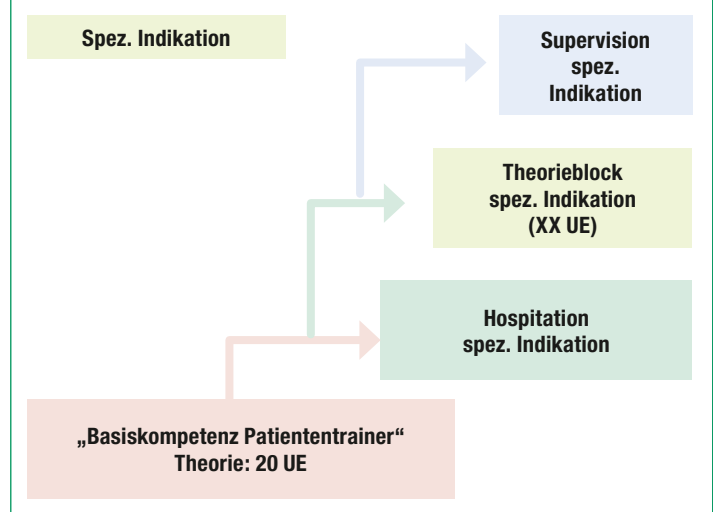 Spez. Indikation
Supervision
spez.
Indikation
Theorieblock
spez. Indikation
(XX UE)
Hospitation
spez. Indikation
„Basiskompetenz Patiententrainer“
Theorie: 20 UE